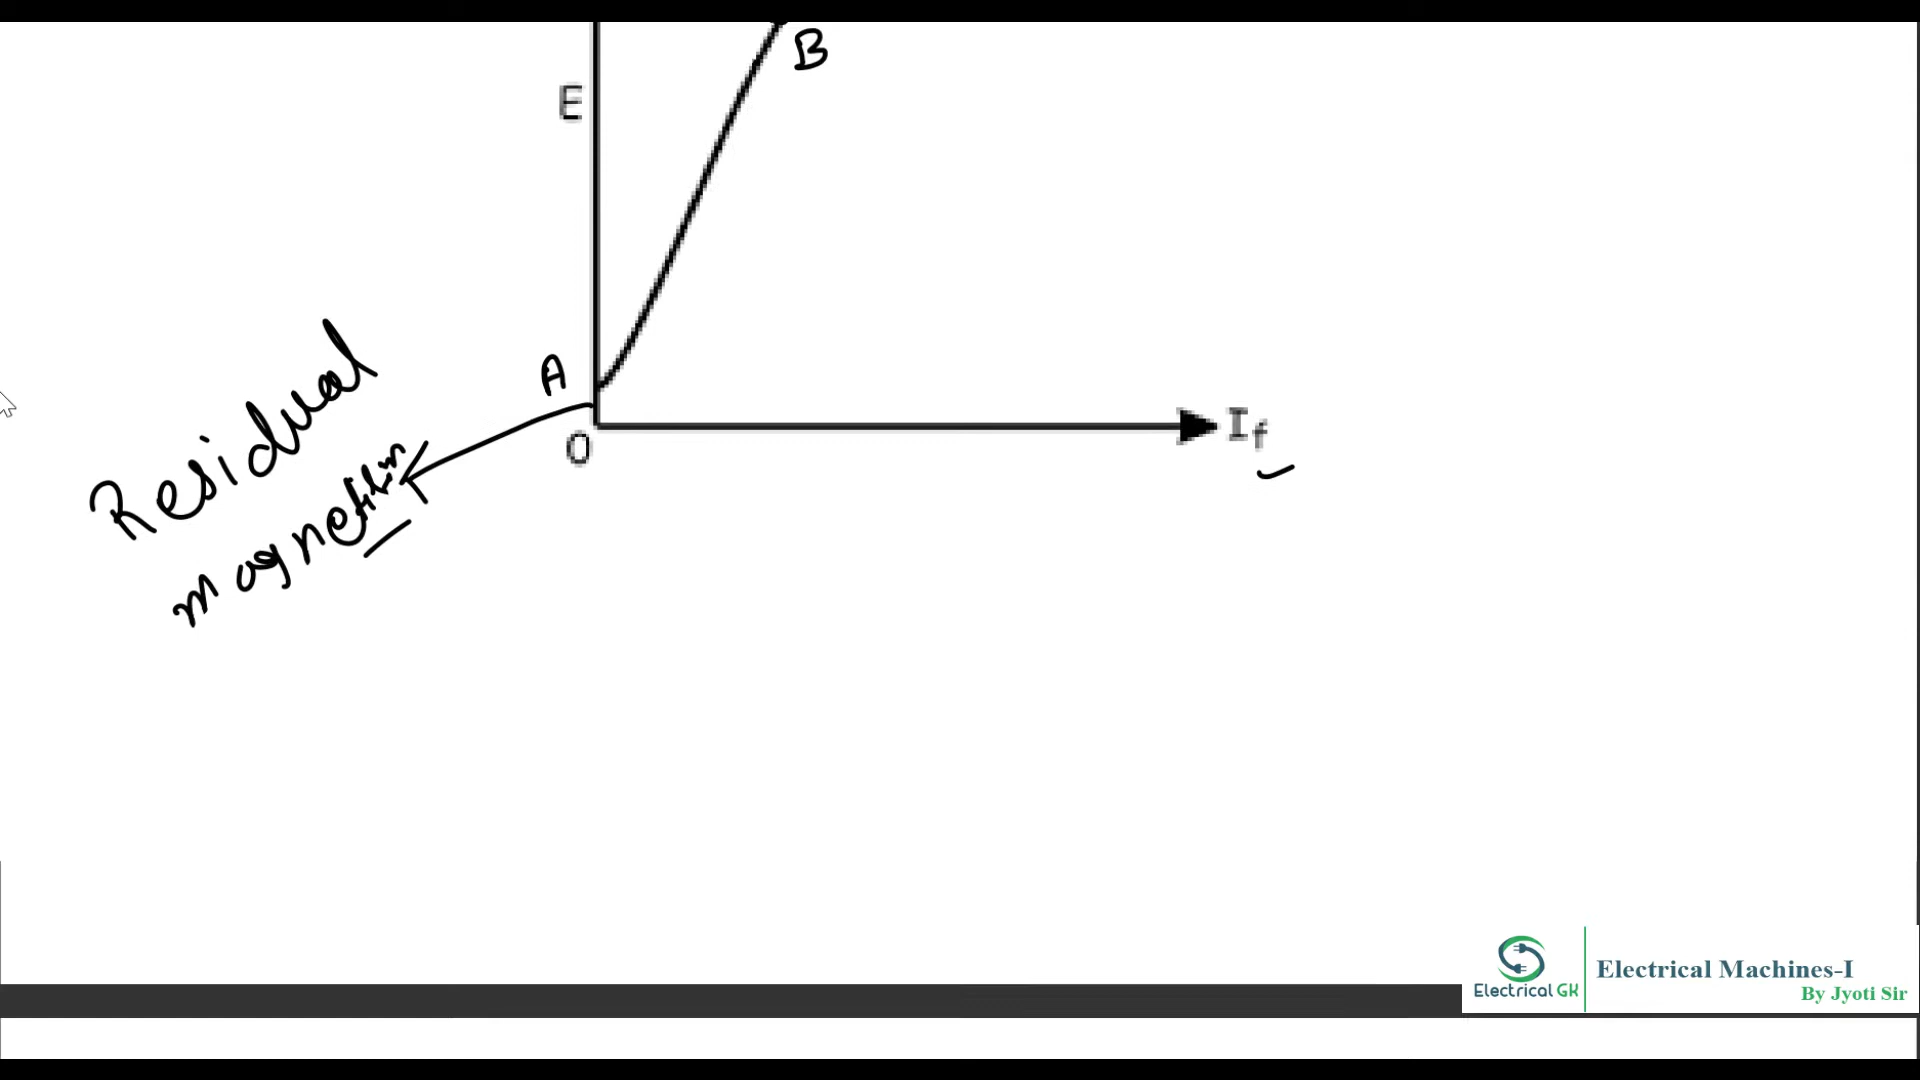 B
E
A
O
If
Residual
magnetism
Electrical GK
Electrical Machines-I
By Jyoti Sir